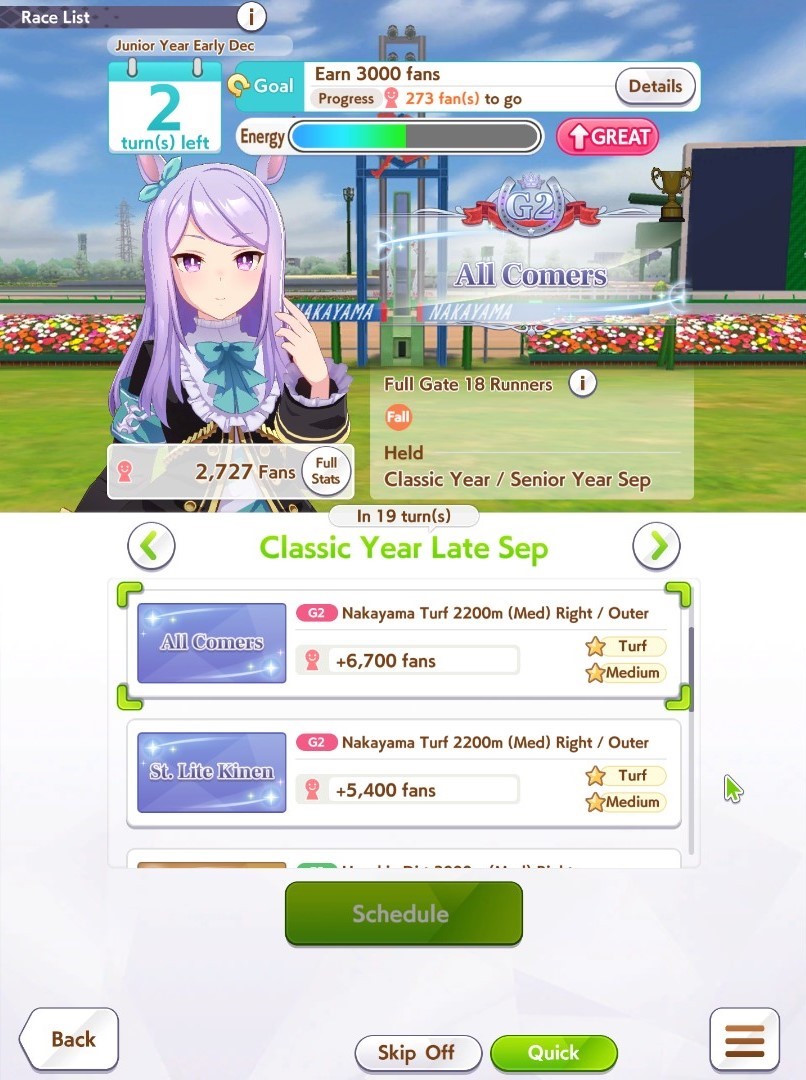 Race List
i
Junior Year Early Dec
2
turn(s) left
Goal
Earn 3000 fans
Progress 273 fan(s) to go
Details
Energy
GREAT
G2
All Comers
NAKAYAMA NAKAYAMA
Full Gate 18 Runners i
Fall
Held
Classic Year / Senior Year Sep
2,727 Fans
Full
Stats
In 19 turn(s)
Classic Year Late Sep
All Comers
G2 Nakayama Turf 2200m (Med) Right / Outer
+6,700 fans
Turf
Medium
St. Lite Kinen
G2 Nakayama Turf 2200m (Med) Right / Outer
+5,400 fans
Turf
Medium
Schedule
Back
Skip Off
Quick